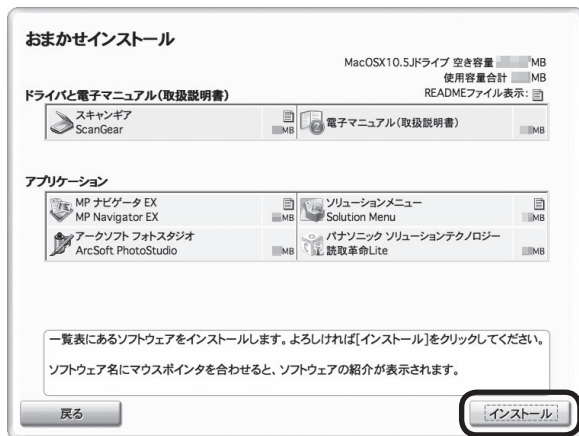 おまかせインストール
MacOSX10.5Jドライブ 空き容量 MB
使用容量合計 MB
READMEファイル表示:
ドライバと電子マニュアル(取扱説明書)
スキャンギア
ScanGear
MB
電子マニュアル(取扱説明書)
MB
アプリケーション
MP ナビゲータ EX
MP Navigator EX
MB
ソリューションメニュー
Solution Menu
MB
アークソフト フォトスタジオ
ArcSoft PhotoStudio
MB
パナソニック ソリューションテクノロジー
読取革命Lite
MB
一覧表にあるソフトウェアをインストールします。よろしければ[インストール]をクリックしてください。
ソフトウェア名にマウスポインタを合わせると、ソフトウェアの紹介が表示されます。
戻る
インストール